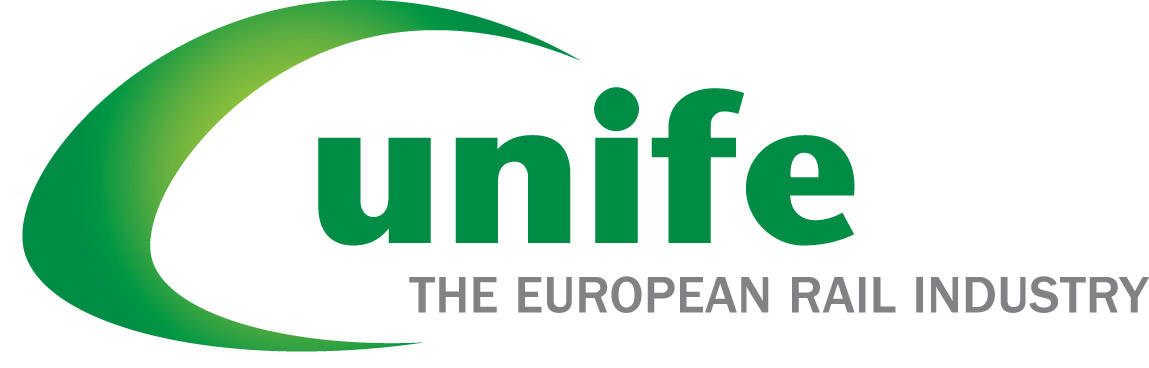 unife
THE EUROPEAN RAIL INDUSTRY